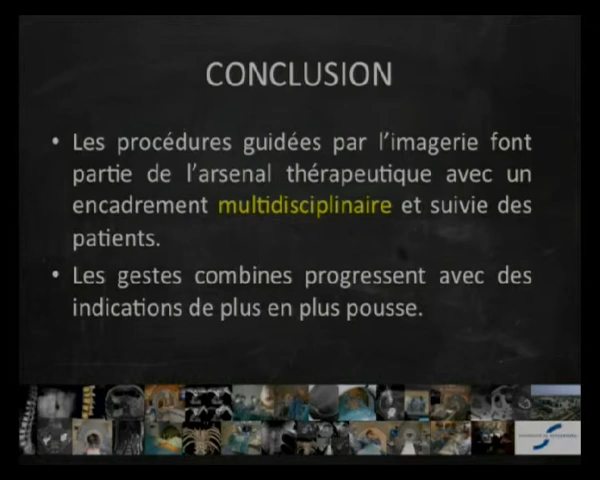 CONCLUSION
• Les procédures guidées par l'imagerie font
partie de l'arsenal thérapeutique avec un
encadrement multidisciplinaire et suivie des
patients.
• Les gestes combines progressent avec des
indications de plus en plus pousse.